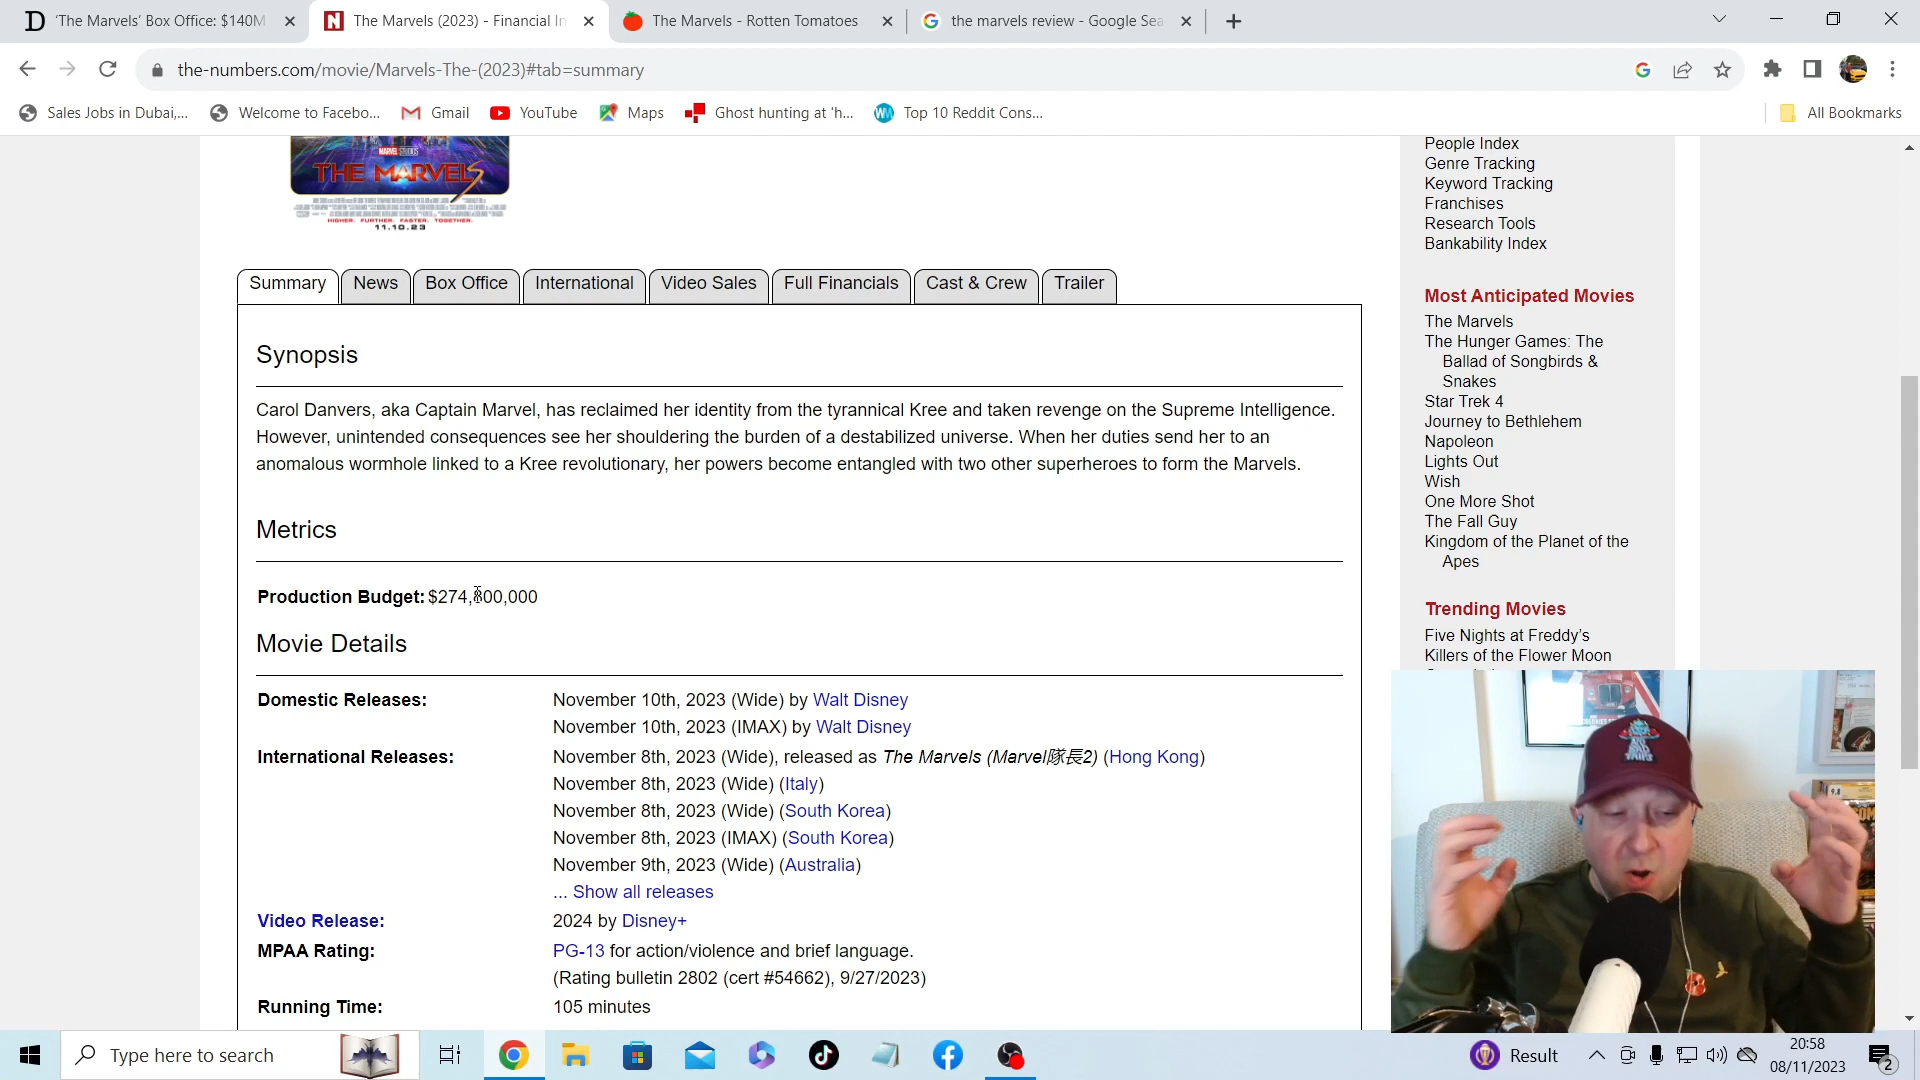 'The Marvels' Box Office: $140M
The Marvels (2023) - Financial In
The Marvels - Rotten Tomatoes
the marvels review - Google Sea
the-numbers.com/movie/Marvels-The-(2023)#tab=summary
Sales Jobs in Dubai,...
Welcome to Facebo...
Gmail
YouTube
Maps
Ghost hunting at 'h...
Top 10 Reddit Cons...
All Bookmarks
MARVEL STUDIOS
THE MARVELS
HIGHER. FURTHER. FASTER. TOGETHER.
11.10.23
Summary
News
Box Office
International
Video Sales
Full Financials
Cast & Crew
Trailer
Synopsis
Carol Danvers, aka Captain Marvel, has reclaimed her identity from the tyrannical Kree and taken revenge on the Supreme Intelligence.
However, unintended consequences see her shouldering the burden of a destabilized universe. When her duties send her to an
anomalous wormhole linked to a Kree revolutionary, her powers become entangled with two other superheroes to form the Marvels.
Metrics
Production Budget: $274,800,000
Movie Details
Domestic Releases: November 10th, 2023 (Wide) by Walt Disney
November 10th, 2023 (IMAX) by Walt Disney
International Releases: November 8th, 2023 (Wide), released as The Marvels (Marvel隊長2) (Hong Kong)
November 8th, 2023 (Wide) (Italy)
November 8th, 2023 (Wide) (South Korea)
November 8th, 2023 (IMAX) (South Korea)
November 9th, 2023 (Wide) (Australia)
... Show all releases
Video Release: 2024 by Disney+
MPAA Rating: PG-13 for action/violence and brief language.
(Rating bulletin 2802 (cert #54662), 9/27/2023)
Running Time: 105 minutes
People Index
Genre Tracking
Keyword Tracking
Franchises
Research Tools
Bankability Index
Most Anticipated Movies
The Marvels
The Hunger Games: The
Ballad of Songbirds &
Snakes
Star Trek 4
Journey to Bethlehem
Napoleon
Lights Out
Wish
One More Shot
The Fall Guy
Kingdom of the Planet of the
Apes
Trending Movies
Five Nights at Freddy's
Killers of the Flower Moon
9.8
Type here to search
Result
20:58
08/11/2023
2